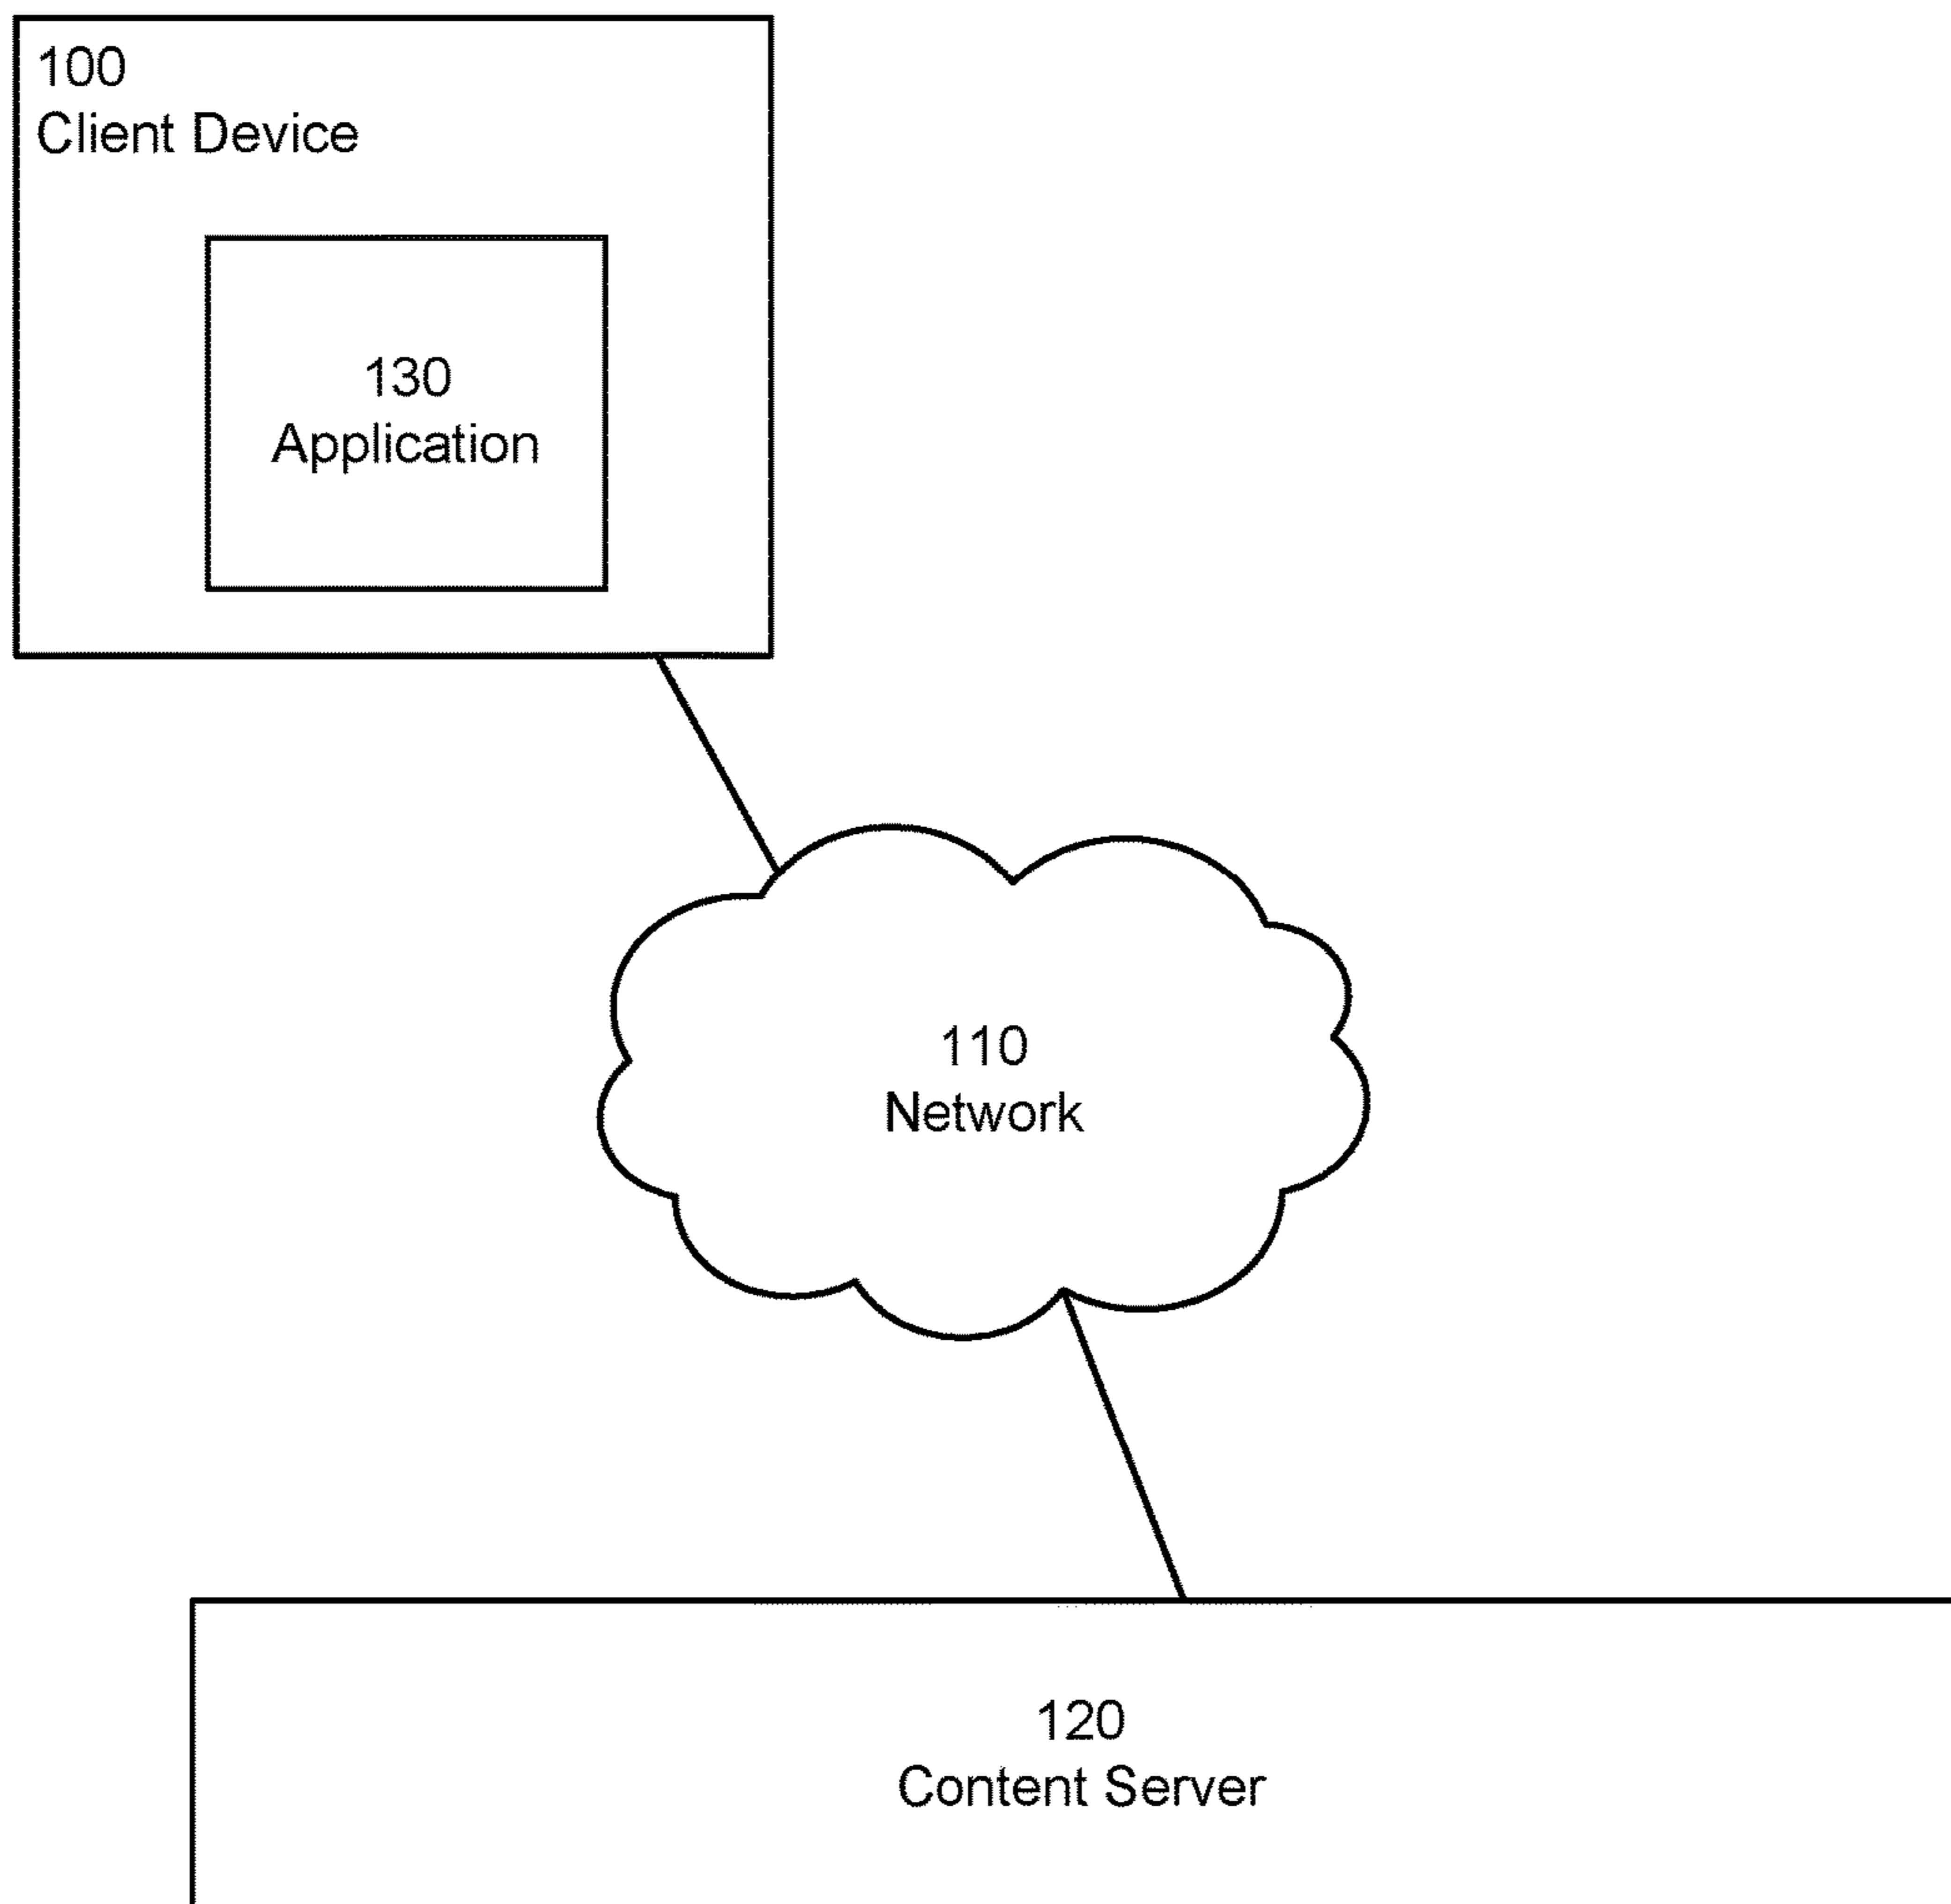 100
Client Device
130
Application
110
Network
120
Content Server